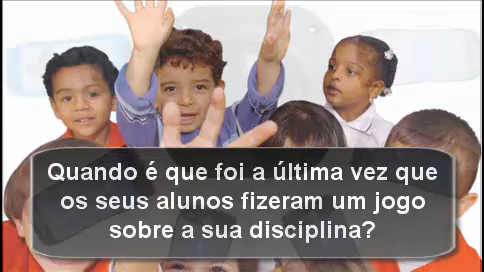 Quando é que foi a última vez que
os seus alunos fizeram um jogo
sobre a sua disciplina?